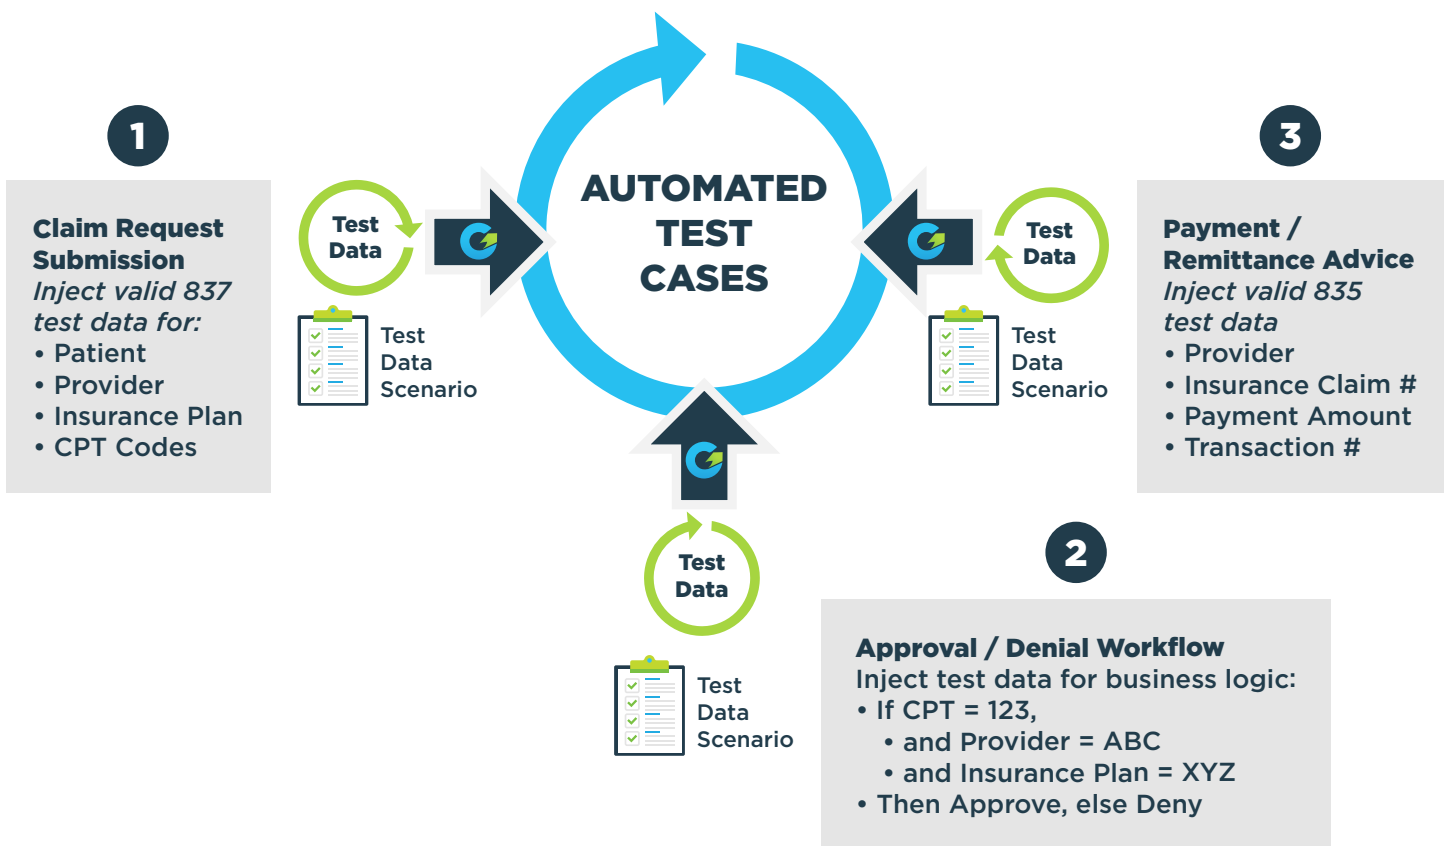 1
Claim Request
Submission
Inject valid 837
test data for:
• Patient
• Provider
• Insurance Plan
• CPT Codes
Test
Data
Test
Data
Scenario
AUTOMATED
TEST
CASES
Test
Data
Test
Data
Scenario
3
Payment /
Remittance Advice
Inject valid 835
test data
• Provider
• Insurance Claim #
• Payment Amount
• Transaction #
Test
Data
Test
Data
Scenario
2
Approval / Denial Workflow
Inject test data for business logic:
• If CPT = 123,
• and Provider = ABC
• and Insurance Plan = XYZ
• Then Approve, else Deny